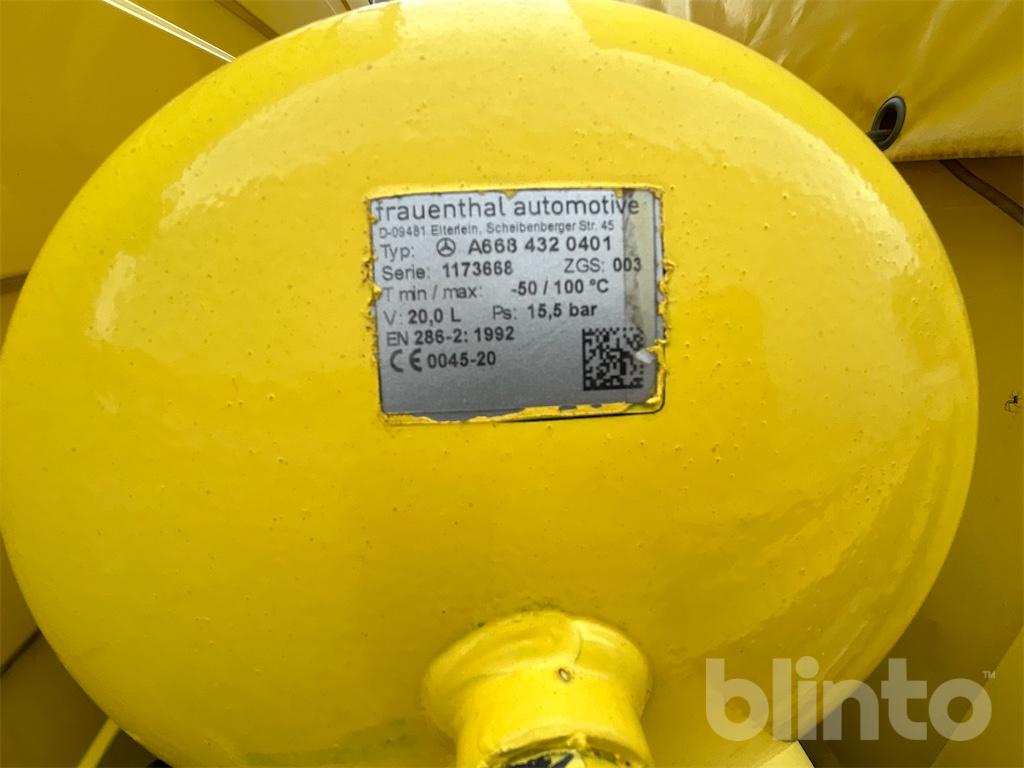 frauenthal automotive
D-09481 Elterlein, Scheibenberger Str. 45
Typ: A668 432 0401
Serie: 1173668 ZGS: 003
T min / max: -50 / 100 °C
V: 20,0 L Ps: 15,5 bar
EN 286-2: 1992
CE 0045-20
blinto™